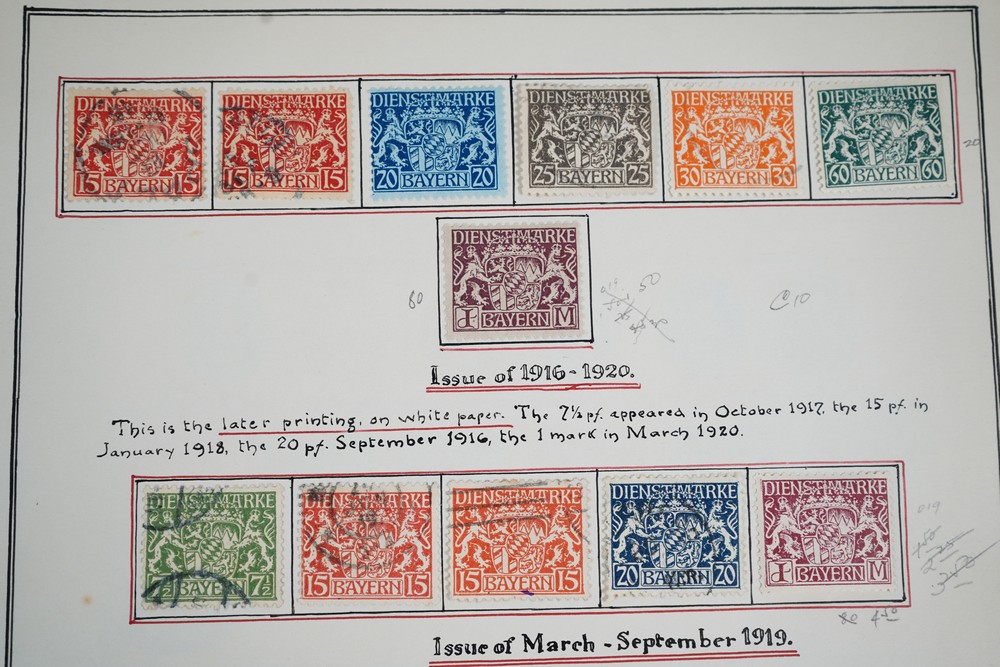 DIENSTMARKE DIENSTMARKE DIENSTMARKE DIENSTMARKE DIENSTMARKE DIENSTMARKE
15 BAYERN 15 15 BAYERN 15 20 BAYERN 20 25 BAYERN 25 30 BAYERN 30 60 BAYERN 60
20
DIENSTMARKE
1 BAYERN M
80
50
C10
Issue of 1916-1920.
This is the later printing, on white paper. The 7½ pf. appeared in October 1917, the 15 pf. in
January 1918, the 20 pf. September 1916, the 1 mark in March 1920.
DIENSTMARKE DIENSTMARKE DIENSTMARKE DIENSTMARKE DIENSTMARKE
7½ BAYERN 7½ 15 BAYERN 15 15 BAYERN 15 20 BAYERN 20 1 BAYERN M
Issue of March - September 1919.